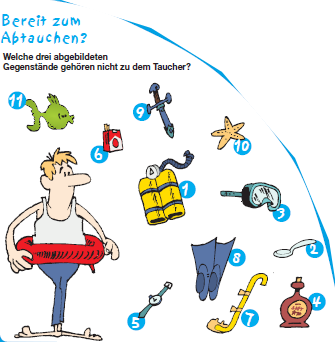 Bereit zum
Abtauchen?
Welche drei abgebildeten
Gegenstände gehören nicht zu dem Taucher?
11
9
6
10
1
3
8
2
5
7
4